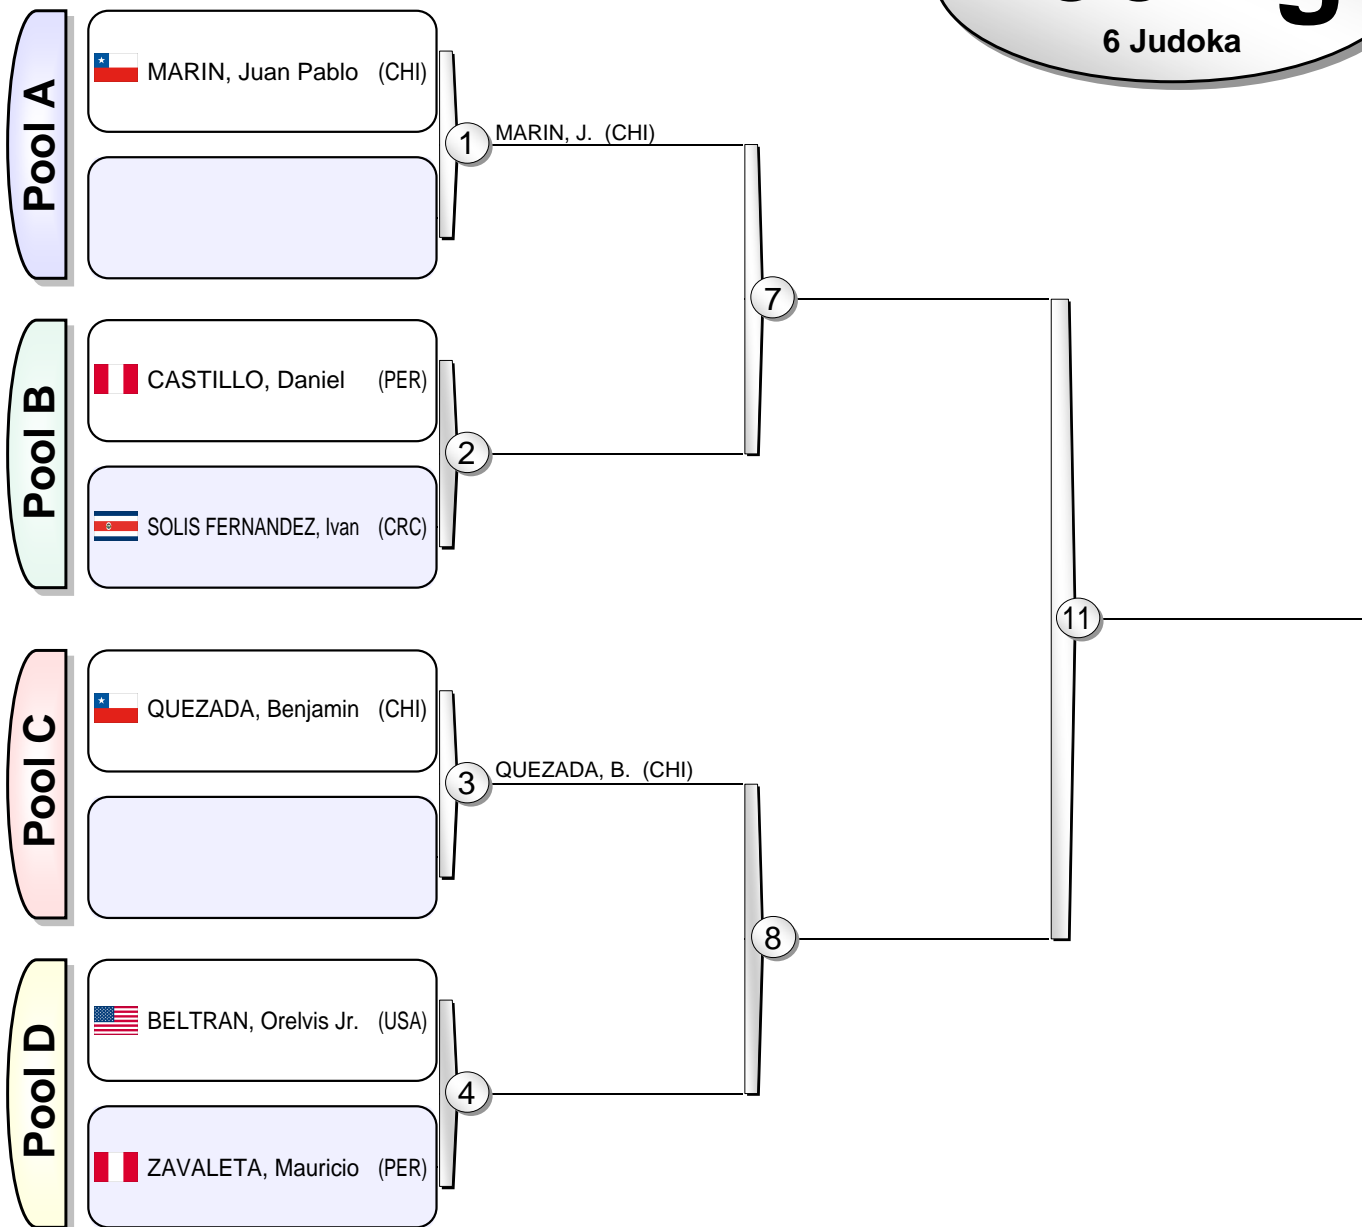 6 Judoka
Pool A
MARIN, Juan Pablo (CHI)
1
MARIN, J. (CHI)
7
Pool B
CASTILLO, Daniel (PER)
2
SOLIS FERNANDEZ, Ivan (CRC)
11
Pool C
QUEZADA, Benjamin (CHI)
3
QUEZADA, B. (CHI)
8
Pool D
BELTRAN, Orelvis Jr. (USA)
4
ZAVALETA, Mauricio (PER)